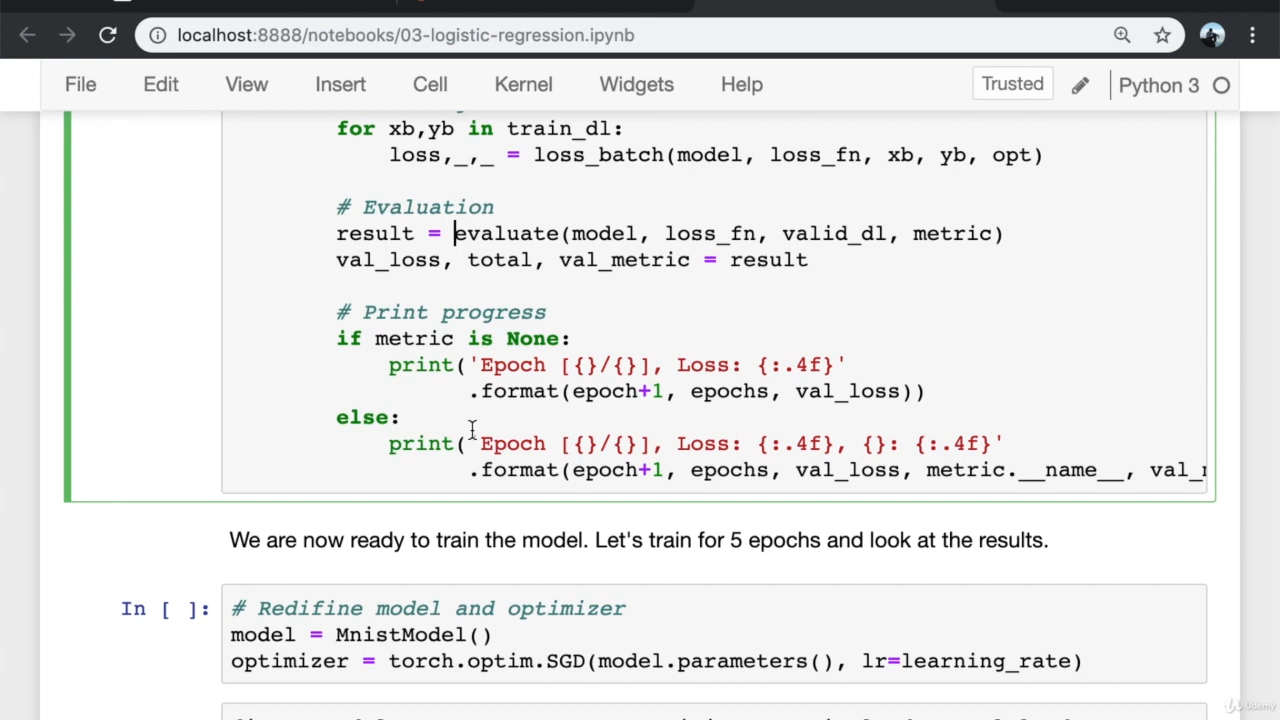 localhost:8888/notebooks/03-logistic-regression.ipynb
File Edit View Insert Cell Kernel Widgets Help Trusted Python 3
for xb,yb in train_dl:
loss,_,_ = loss_batch(model, loss_fn, xb, yb, opt)
# Evaluation
result = evaluate(model, loss_fn, valid_dl, metric)
val_loss, total, val_metric = result
# Print progress
if metric is None:
print('Epoch [{}/{}], Loss: {:.4f}'
.format(epoch+1, epochs, val_loss))
else:
print('Epoch [{}/{}], Loss: {:.4f}, {}: {:.4f}'
.format(epoch+1, epochs, val_loss, metric.__name__,
We are now ready to train the model. Let's train for 5 epochs and look at the results.
In [ ]:
# Redifine model and optimizer
model = MnistModel()
optimizer = torch.optim.SGD(model.parameters(), lr=learning_rate)
Udemy